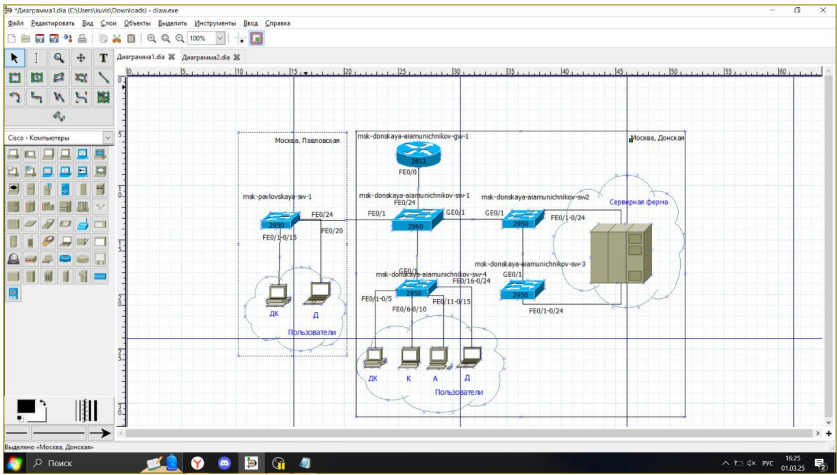 *Диаграмма1.dia (C:\Users\kuvis\Downloads) - diaw.exe
Файл Редактировать Вид Слои Объекты Выделить Инструменты Ввод Справка
100%
Диаграмма1.dia Диаграмма2.dia
Cisco - Компьютеры
Москва. Павловская
msk-donskaya-aiamunichnikov-gw-1
Москва, Донская
2811
FE0/0
msk-pavlovskaya-sw-1
msk-donskaya-aiamunichnikov-sw-1
msk-donskaya-aiamunichnikov-sw2
Серверная ферна
FE0/24
FE0/24
FE0/1
GE0/1
GE0/1
FE0/1-0/24
2950
2960
2950
FE0/20
FE0/1-0/15
GE0/1
msk-donskaya-aiamunichnikov-sw-3
msk-donskaya-aiamunichnikov-sw-4
GE0/1
FE0/16-0/24
2950
2950
FE0/1-0/5
FE0/11-0/15
FE0/6-0/10
FE0/1-0/24
ДК
Д
Пользователи
ДК
К
А
Д
Пользователи
Выделено «Москва, Донская»
Поиск
РУС
16:25
01.03.25